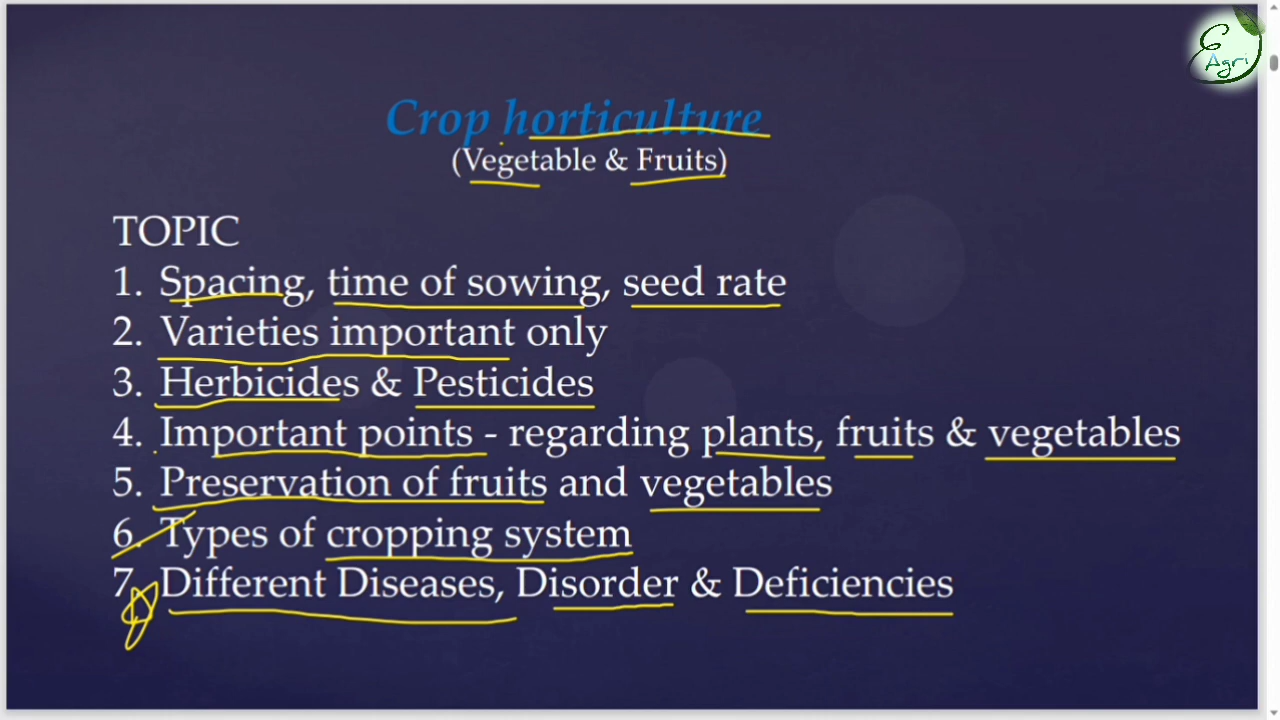 E
Agri
Crop horticulture
(Vegetable & Fruits)
TOPIC
1. Spacing, time of sowing, seed rate
2. Varieties important only
3. Herbicides & Pesticides
4. Important points - regarding plants, fruits & vegetables
5. Preservation of fruits and vegetables
6. Types of cropping system
7. Different Diseases, Disorder & Deficiencies